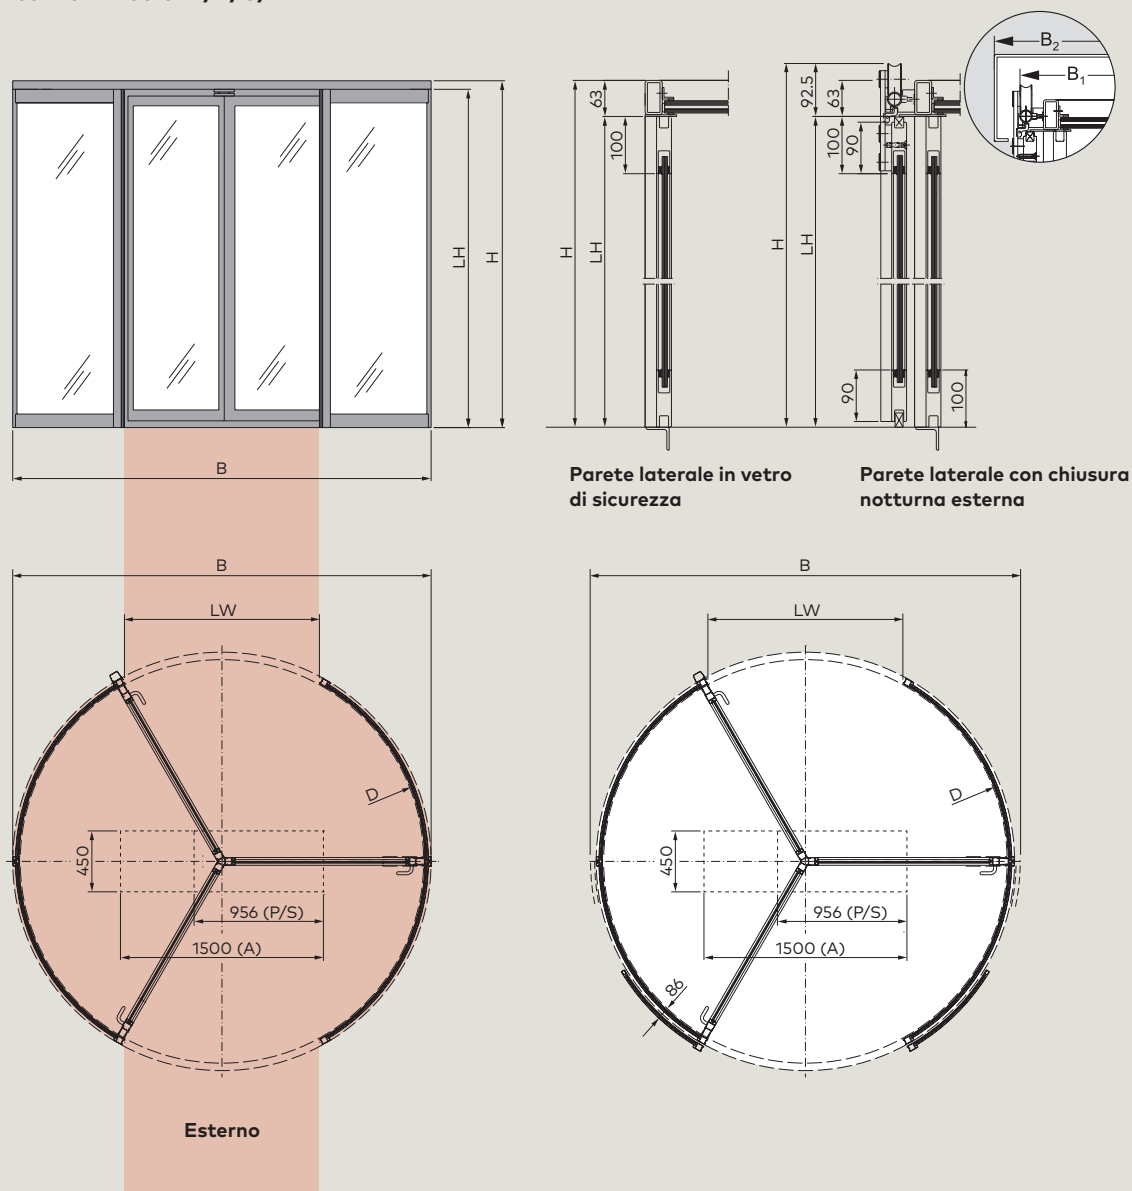 B₂
B₁
63
92.5
63
100
100
90
LH
H
H
LH
H
LH
90
100
B
Parete laterale in vetro
di sicurezza
Parete laterale con chiusura
notturna esterna
B
LW
D
450
956 (P/S)
1500 (A)
Esterno
B
LW
D
450
956 (P/S)
1500 (A)
86